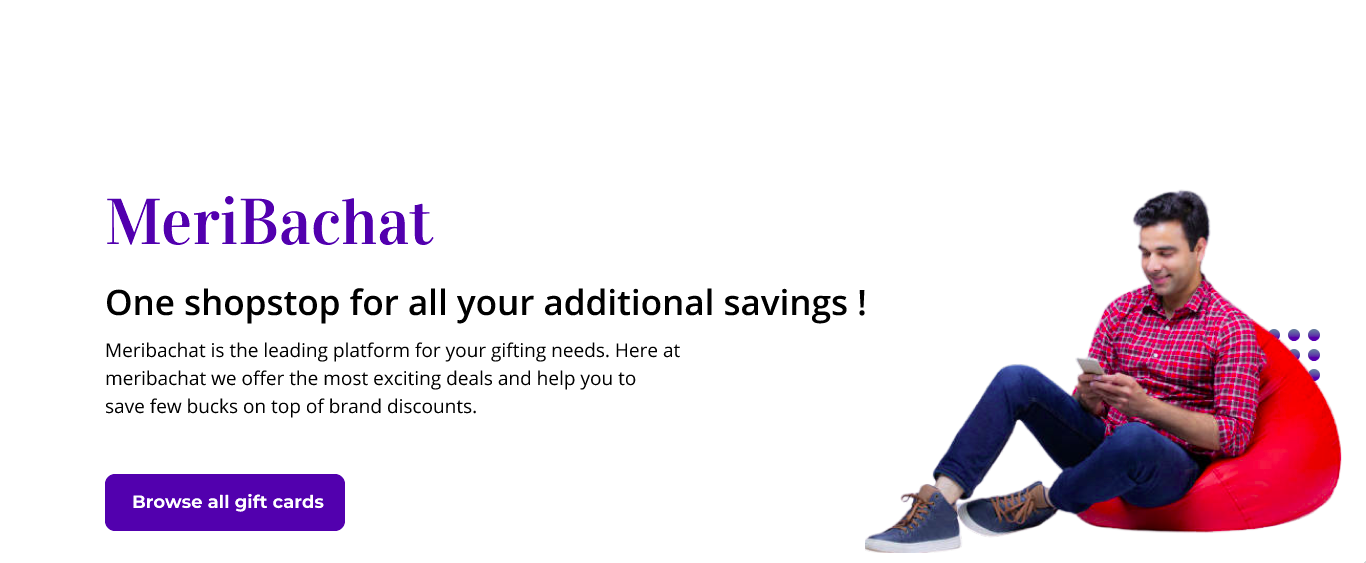 MeriBachat
One shopstop for all your additional savings !
Meribachat is the leading platform for your gifting needs. Here at
meribachat we offer the most exciting deals and help you to
save few bucks on top of brand discounts.
Browse all gift cards